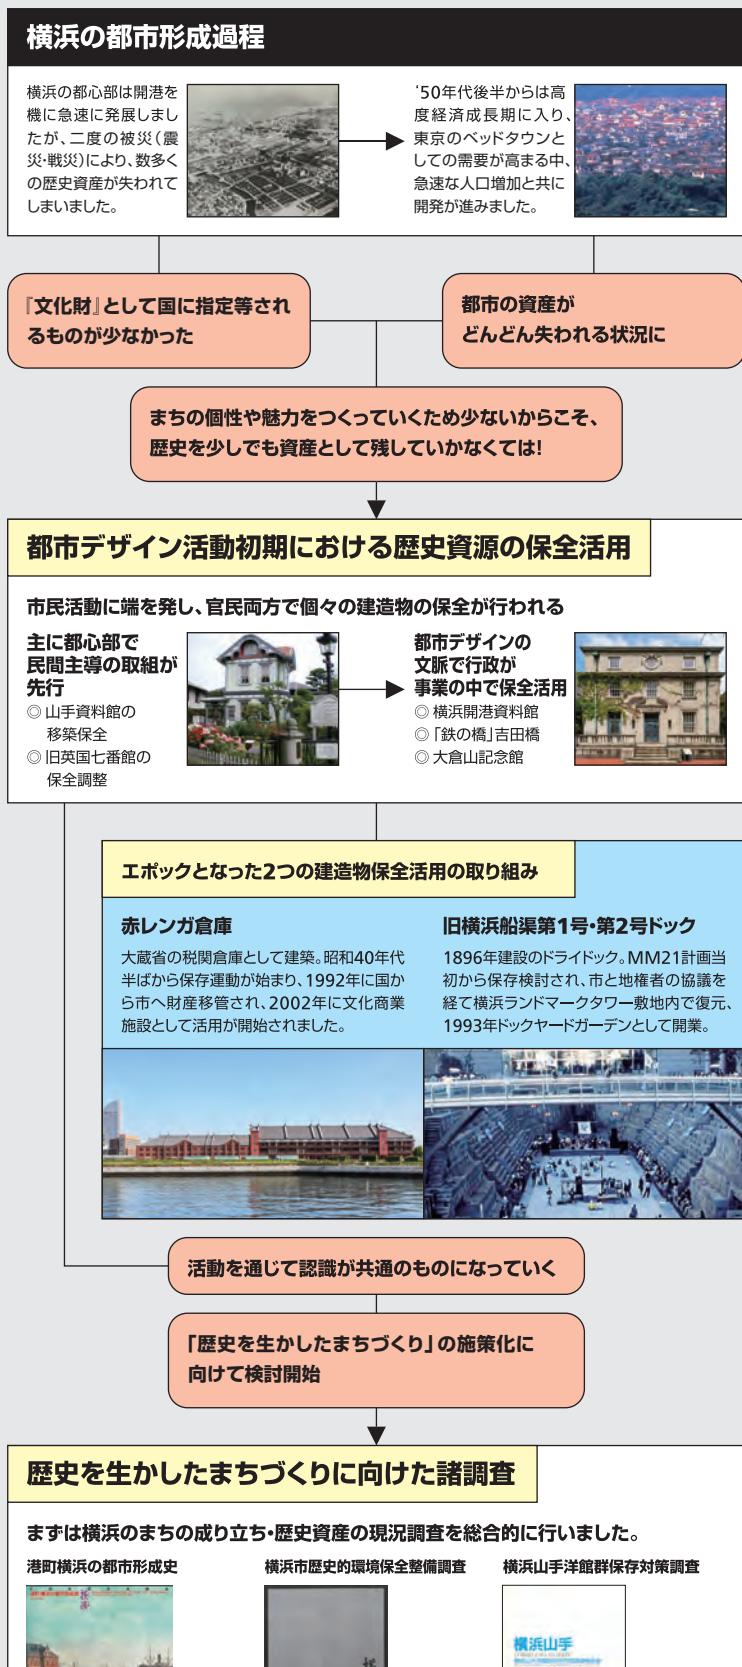 横浜の都市形成過程
横浜の都心部は開港を
機に急速に発展しまし
たが、二度の被災(震
災・戦災)により、数多く
の歴史資産が失われて
しまいました。
‘50年代後半からは高
度経済成長期に入り、
東京のベッドタウンと
しての需要が高まる中、
急速な人口増加と共に
開発が進みました。
『文化財』として国に指定等され
るものが少なかった
都市の資産が
どんどん失われる状況に
まちの個性や魅力をつくっていくため少ないからこそ、
歴史を少しでも資産として残していかなくては!
都市デザイン活動初期における歴史資源の保全活用
市民活動に端を発し、官民両方で個々の建造物の保全が行われる
主に都心部で
民間主導の取組が
先行
◎山手資料館の
移築保全
◎旧英国七番館の
保全調整
都市デザインの
文脈で行政が
事業の中で保全活用
◎横浜開港資料館
◎「鉄の橋」吉田橋
◎大倉山記念館
エポックとなった2つの建造物保全活用の取り組み
赤レンガ倉庫
大蔵省の税関倉庫として建築。昭和40年代
半ばから保存運動が始まり、1992年に国か
ら市へ財産移管され、2002年に文化商業
施設として活用が開始されました。
旧横浜船渠第1号・第2号ドック
1896年建設のドライドック。MM21計画当
初から保存検討され、市と地権者の協議を
経て横浜ランドマークタワー敷地内で復元、
1993年ドックヤードガーデンとして開業。
活動を通じて認識が共通のものになっていく
「歴史を生かしたまちづくり」の施策化に
向けて検討開始
歴史を生かしたまちづくりに向けた諸調査
まずは横浜のまちの成り立ち・歴史資産の現況調査を総合的に行いました。
港町横浜の都市形成史
横浜市歴史的環境保全整備調査
横浜山手洋館群保存対策調査
横浜山手